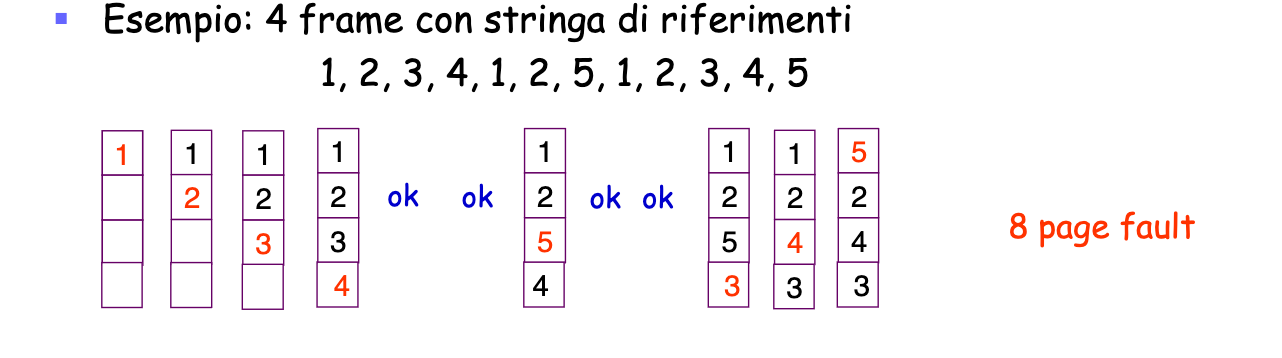 Esempio: 4 frame con stringa di riferimenti
1, 2, 3, 4, 1, 2, 5, 1, 2, 3, 4, 5
1 1 1 1 1 1 1 5
2 2 2 ok ok 2 ok ok 2 2 2
3 3 5 5 4 4
4 4 3 3 3
8 page fault